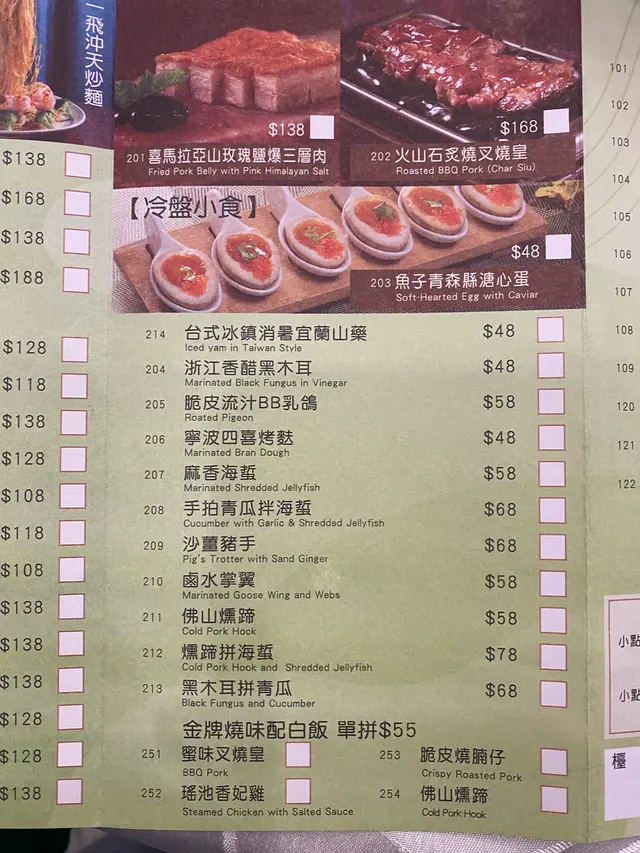 一飛沖天炒麵
$138
201 喜馬拉亞山玫瑰鹽爆三層肉
Fried Pork Belly with Pink Himalayan Salt
$168
202 火山石炙燒叉燒皇
Roasted BBQ Pork (Char Siu)
【冷盤小食】
$48
203 魚子青森縣溏心蛋
Soft-Hearted Egg with Caviar
214 台式冰鎮消暑宜蘭山藥 $48
Iced yam in Taiwan Style
204 浙江香醋黑木耳 $48
Marinated Black Fungus in Vinegar
205 脆皮流汁BB乳鴿 $58
Roated Pigeon
206 寧波四喜烤麩 $48
Marinated Bran Dough
207 麻香海蜇 $58
Marinated Shredded Jellyfish
208 手拍青瓜拌海蜇 $68
Cucumber with Garlic & Shredded Jellyfish
209 沙薑豬手 $68
Pig's Trotter with Sand Ginger
210 鹵水掌翼 $58
Marinated Goose Wing and Webs
211 佛山燻蹄 $58
Cold Pork Hock
212 燻蹄拼海蜇 $78
Cold Pork Hook and Shredded Jellyfish
213 黑木耳拼青瓜 $68
Black Fungus and Cucumber
金牌燒味配白飯 單拼$55
251 蜜味叉燒皇
BBQ Pork
253 脆皮燒腩仔
Crispy Roasted Pork
252 瑤池香妃雞
Steamed Chicken with Salted Sauce
254 佛山燻蹄
Cold Pork Hook
$138
$168
$138
$188
$128
$118
$138
$128
$108
$118
$108
$138
$138
$138
$128
$128
$138
101
103
104
105
106
107
108
109
120
121
122
小點
小點
檯